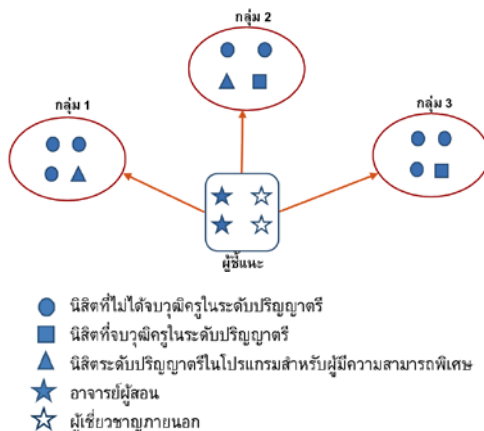 กลุ่ม 2
กลุ่ม 1
กลุ่ม 3
ผู้ชี้แนะ
นิสิตที่ไม่ได้จบวุฒิครูในระดับปริญญาตรี
นิสิตที่จบวุฒิครูในระดับปริญญาตรี
นิสิตระดับปริญญาตรีในโปรแกรมสำหรับผู้มีความสามารถพิเศษ
อาจารย์ผู้สอน
ผู้เชี่ยวชาญภายนอก